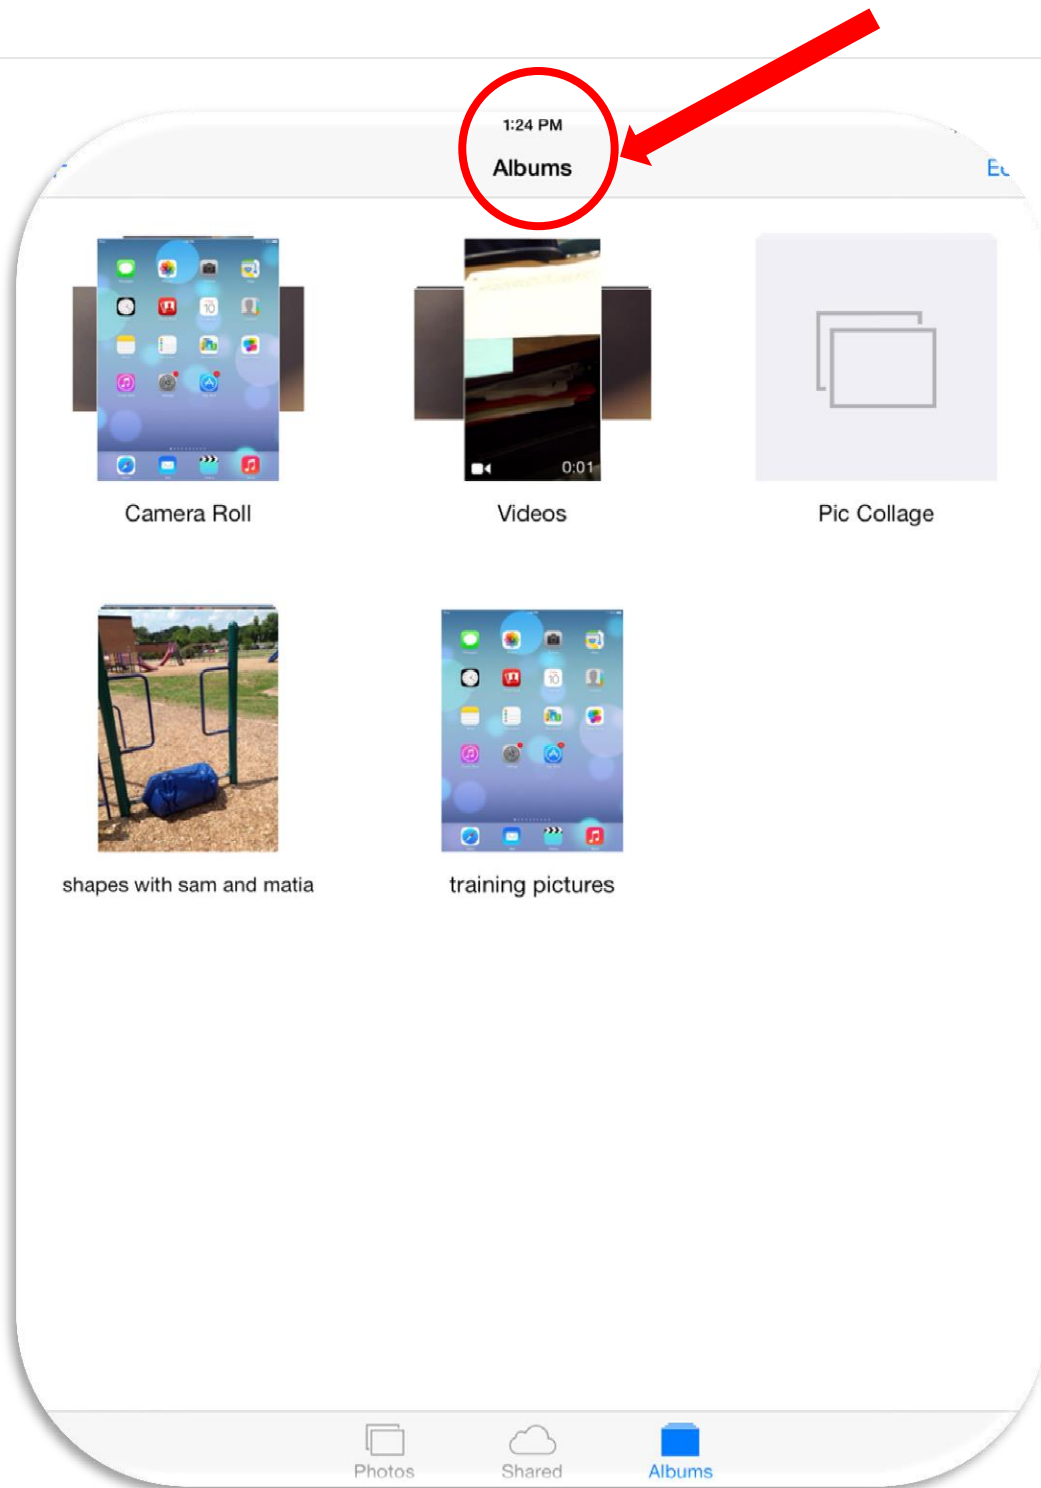 1:24 PM
Albums
Camera Roll
Videos
Pic Collage
0:01
shapes with sam and matia
training pictures
Photos
Shared
Albums